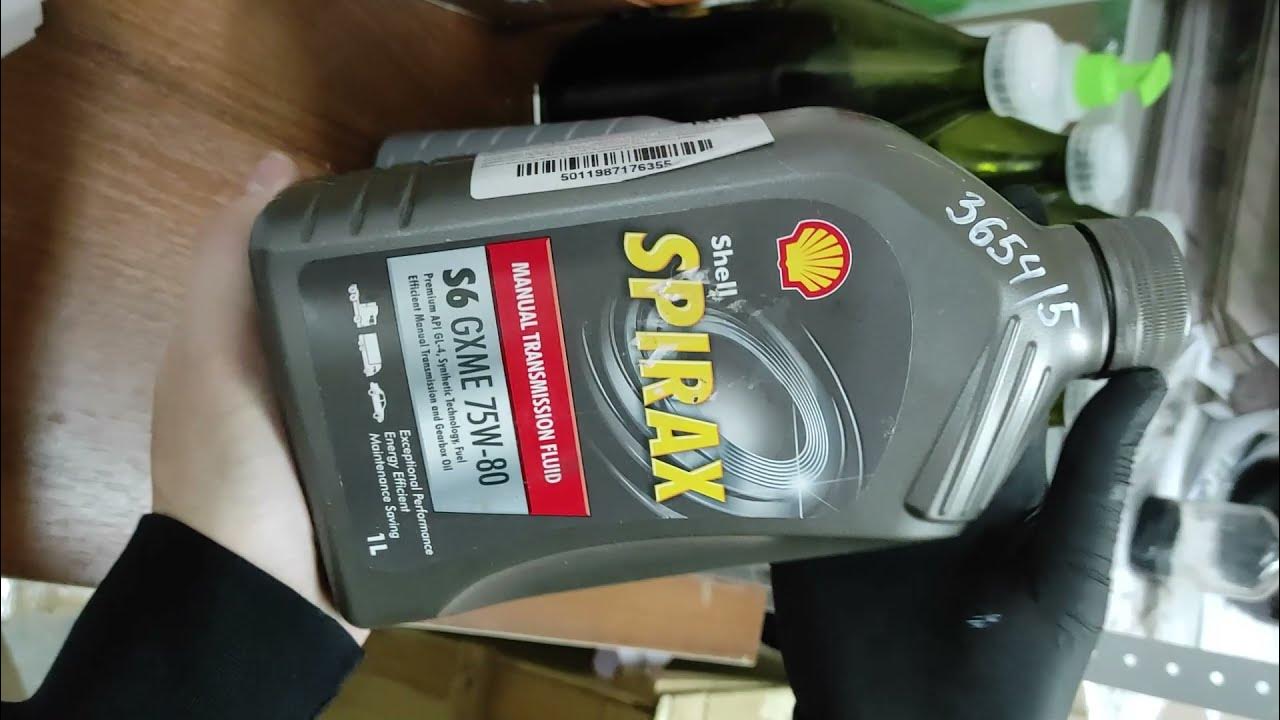 3654/5
5011987176355
Shell
SPIRAX
MANUAL TRANSMISSION FLUID
S6 GXME 75W-80
Premium API GL-4, Synthetic Technology, Fuel
Efficient Manual Transmission and Gearbox Oil
Exceptional Performance
Energy Efficient
Maintenance Saving
1L